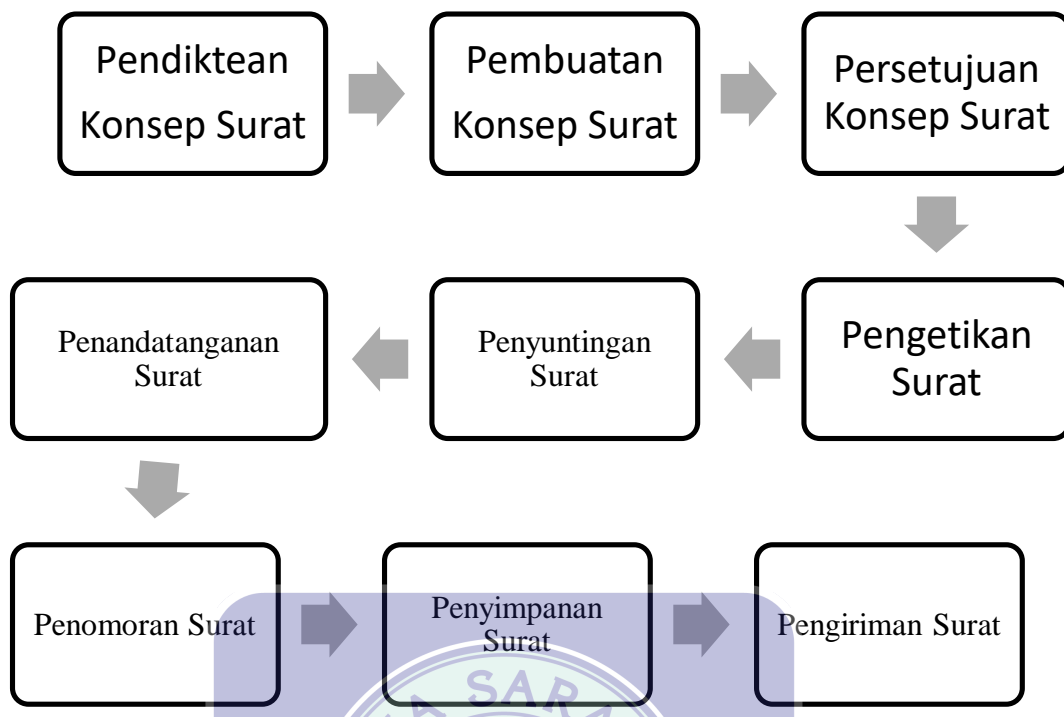 Pendiktean
Konsep Surat
Pembuatan
Konsep Surat
Persetujuan
Konsep Surat
Pengetikan
Surat
Penyuntingan
Surat
Penandatanganan
Surat
Penomoran Surat
Penyimpanan
Surat
Pengiriman Surat